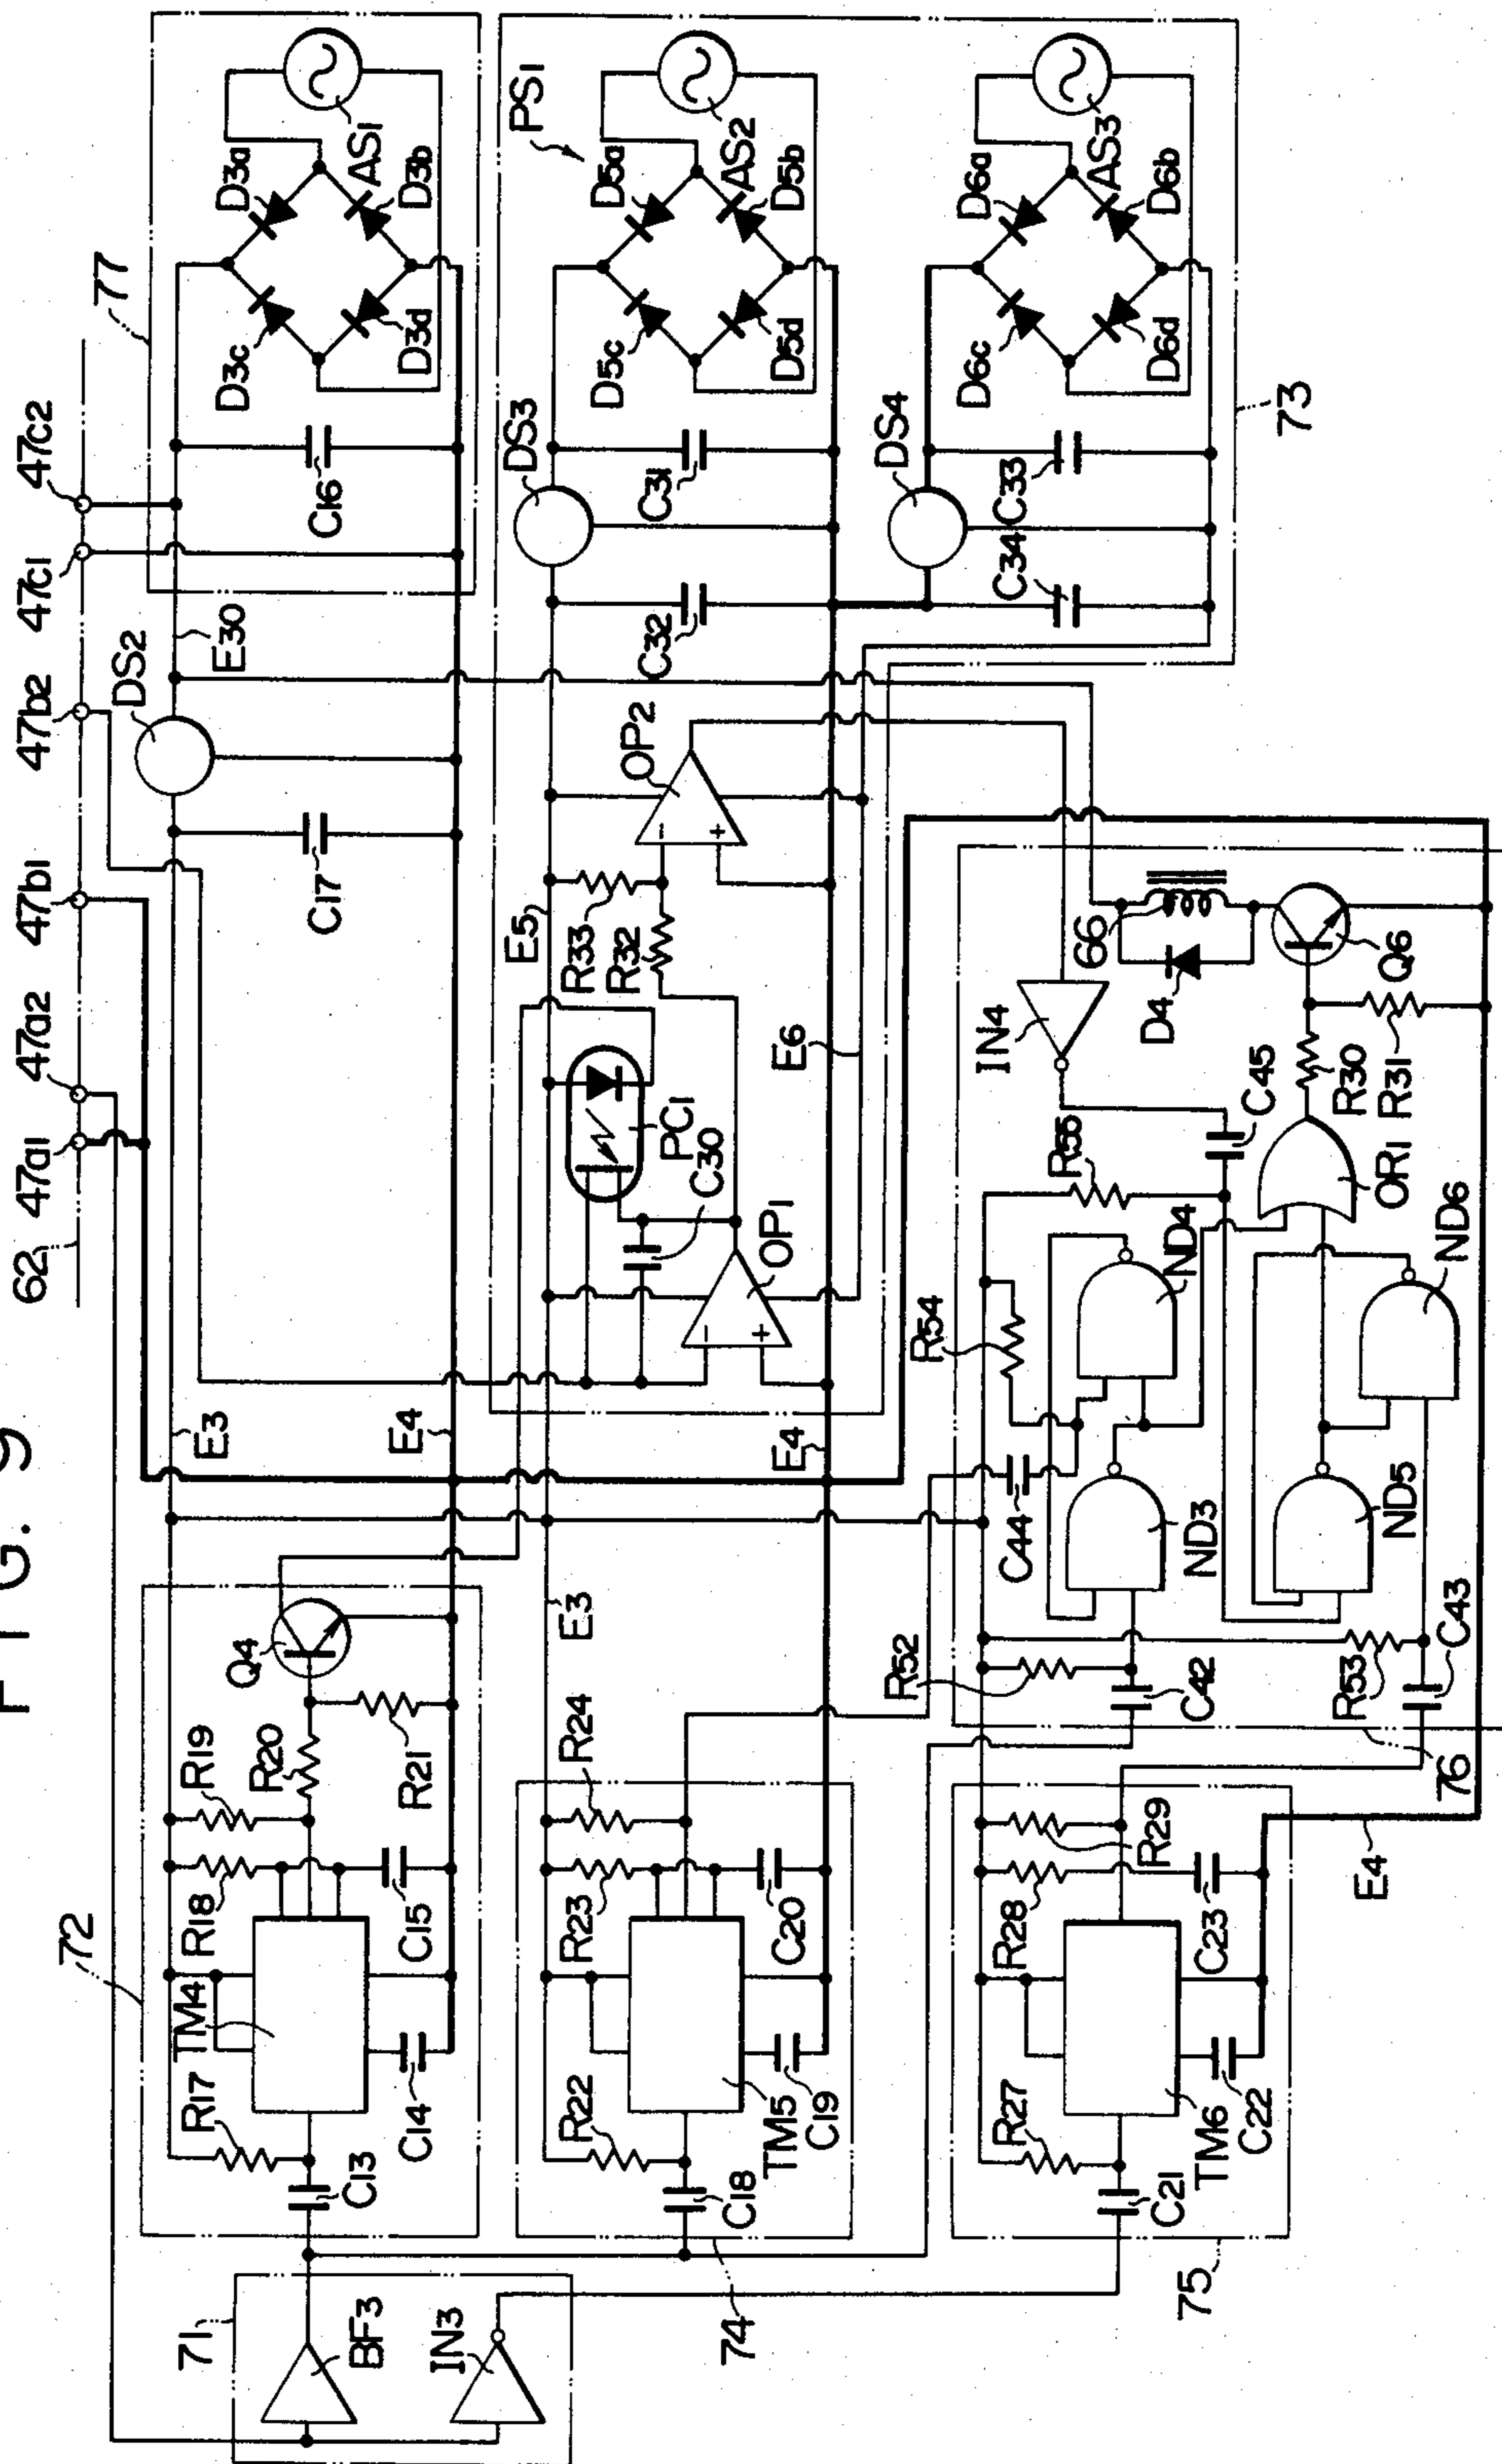 FIG. 9
62
47a1
47a2
47b1
47b2
47c1
47c2
77
72
E3
DS2
E30
D3a
D3c
AS1
D3b
D3d
C16
C17
R17
TM4
R18
R19
R20
Q4
R21
C13
C14
C15
E4
71
BF3
IN3
74
R22
R23
R24
E3
C18
TM5
C19
C20
E4
PC1
C30
OP1
E5
R33
R32
OP2
E6
PS1
DS3
D5a
D5c
AS2
D5b
D5d
C31
C32
DS4
D6a
D6c
AS3
D6b
D6d
C33
C34
73
75
R27
R28
R29
C21
TM6
C22
C23
E4
76
R52
C42
R53
C43
C44
R54
ND3
ND4
ND5
ND6
R55
C45
IN4
OR1
R30
R31
D4
66
Q6